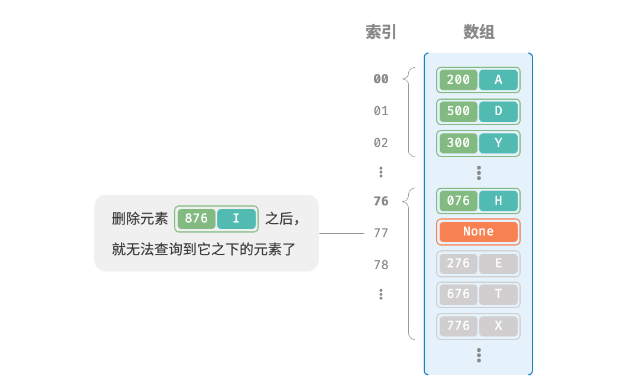 索引 数组
00 200 A
01 500 D
02 300 Y
76 076 H
77 None
78 276 E
676 T
776 X
删除元素 876 I 之后，
就无法查询到它之下的元素了